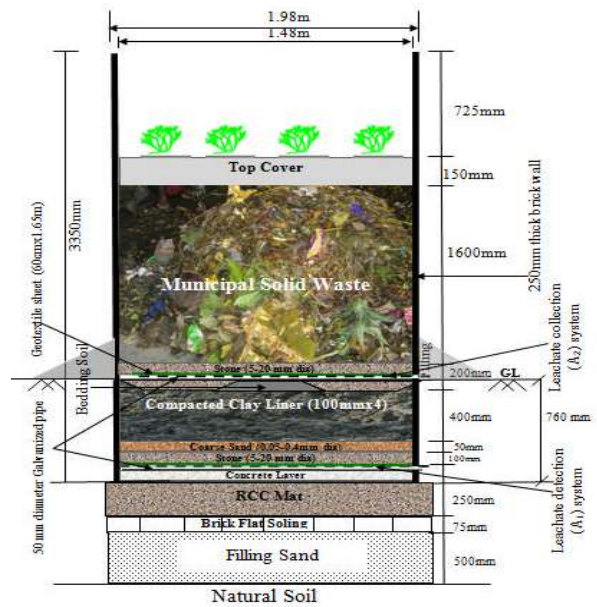 1.98m
1.48m
725mm
Top Cover
150mm
3350mm
250mm thick brick wall
1600mm
Municipal Solid Waste
Geotextile sheet (60cmx1.65m)
Leachate collection
(A2) system
Stone (5-20 mm dia)
200mm
GL
Bedding Soil
Compacted Clay Liner (100mmx4)
400mm
760 mm
Coarse Sand (0.05-0.4mm dia)
50mm
Stone (5-20 mm dia)
100mm
50 mm diameter Galvanized pipe
Concrete Layer
Leachate detection
(A1) system
RCC Mat
250mm
Brikk Flat Soling
75mm
Filling Sand
500mm
Natural Soil